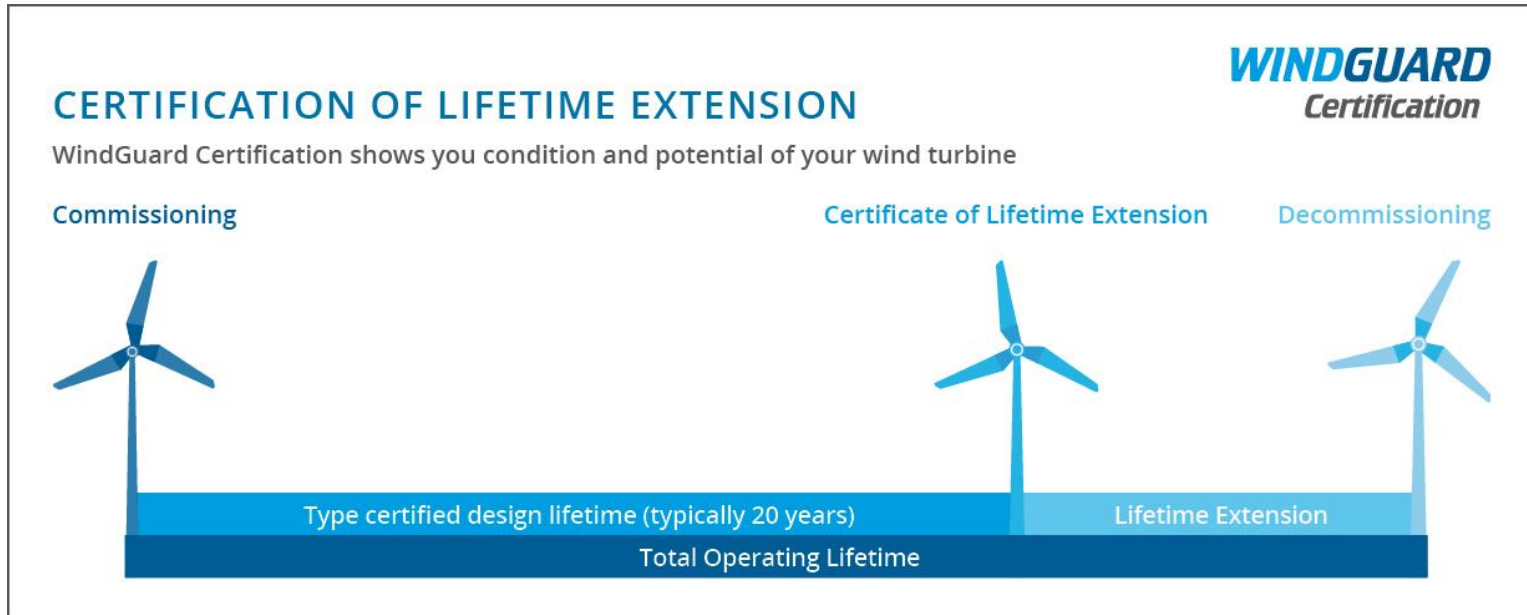 WINDGUARD
Certification
CERTIFICATION OF LIFETIME EXTENSION
WindGuard Certification shows you condition and potential of your wind turbine
Commissioning
Certificate of Lifetime Extension
Decommissioning
Type certified design lifetime (typically 20 years)
Lifetime Extension
Total Operating Lifetime